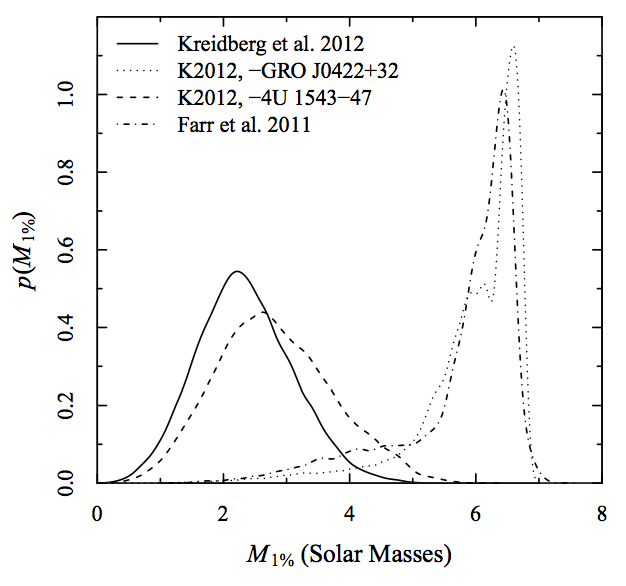 Kreidberg et al. 2012
K2012, −GRO J0422+32
K2012, −4U 1543−47
Farr et al. 2011
p(M1%)
1.0
0.8
0.6
0.4
0.2
0.0
0 2 4 6 8
M1% (Solar Masses)